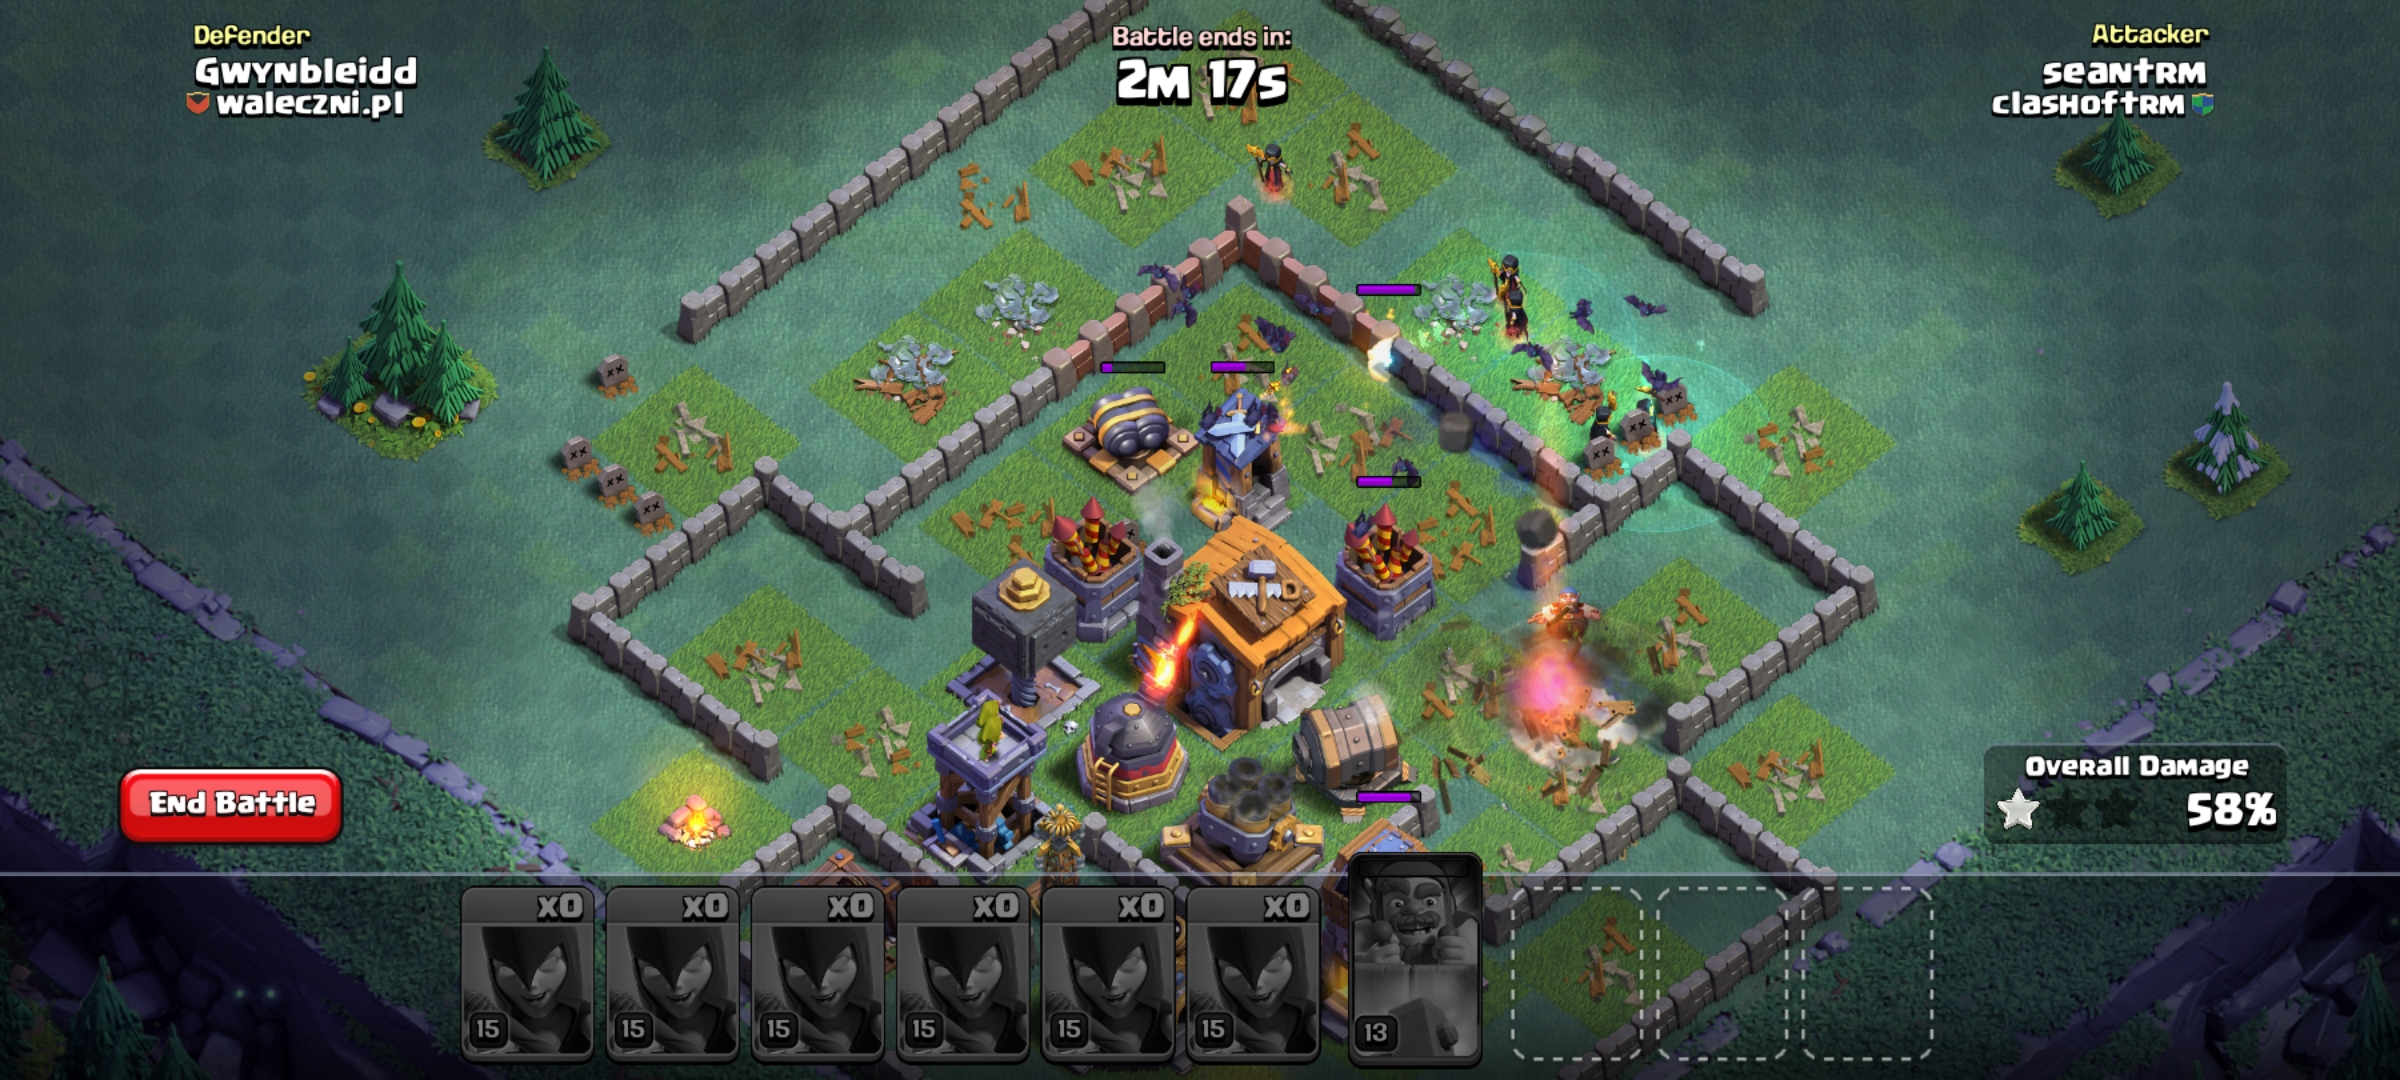 Defender
Gwynbleidd
waleczni.pl
Battle ends in:
2M 17s
Attacker
seantRM
clashoftRM
End Battle
Overall Damage
58%
x0
x0
x0
x0
x0
x0
15
15
15
15
15
15
13